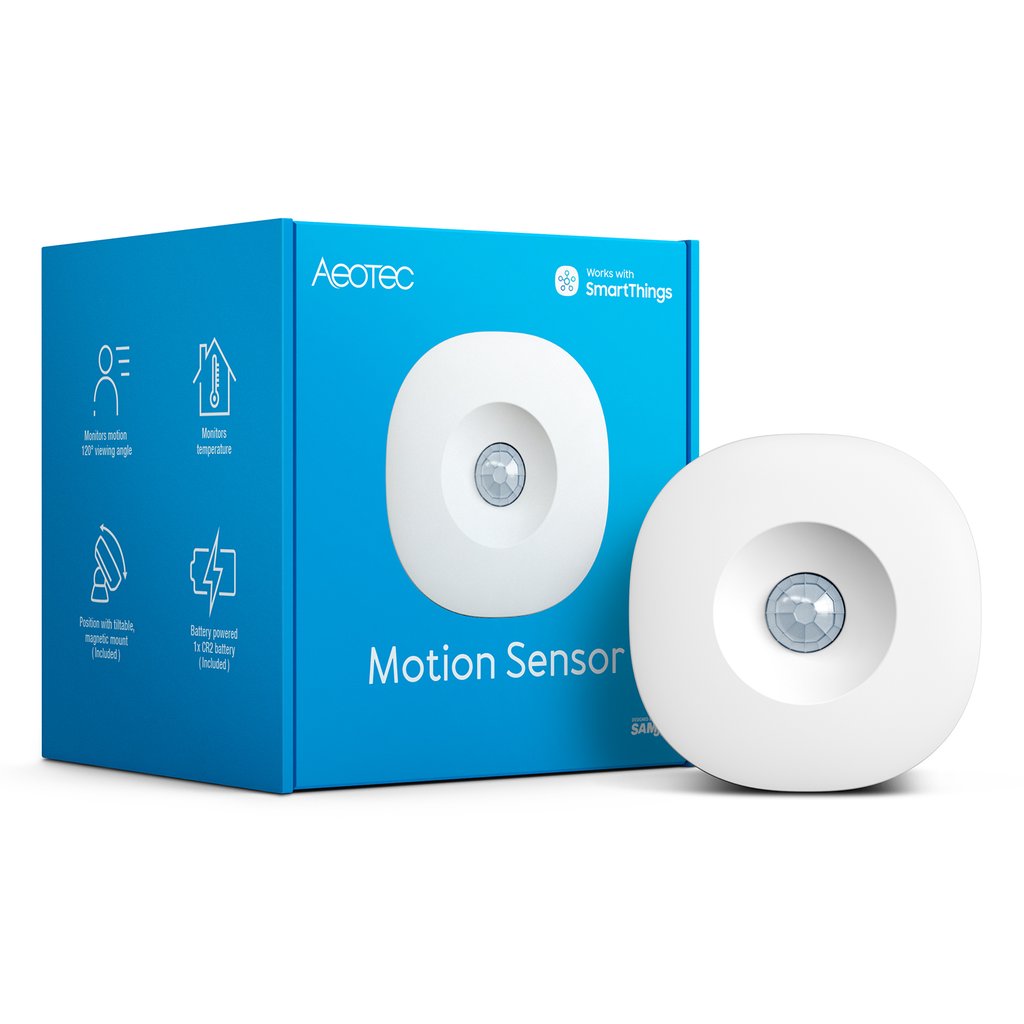 AEOTEC
Works with
SmartThings
Monitors motion
120° viewing angle
Monitors
temperature
Position with tiltable,
magnetic mount
(Included)
Battery powered
1x CR2 battery
(Included)
Motion Sensor
DESIGNED